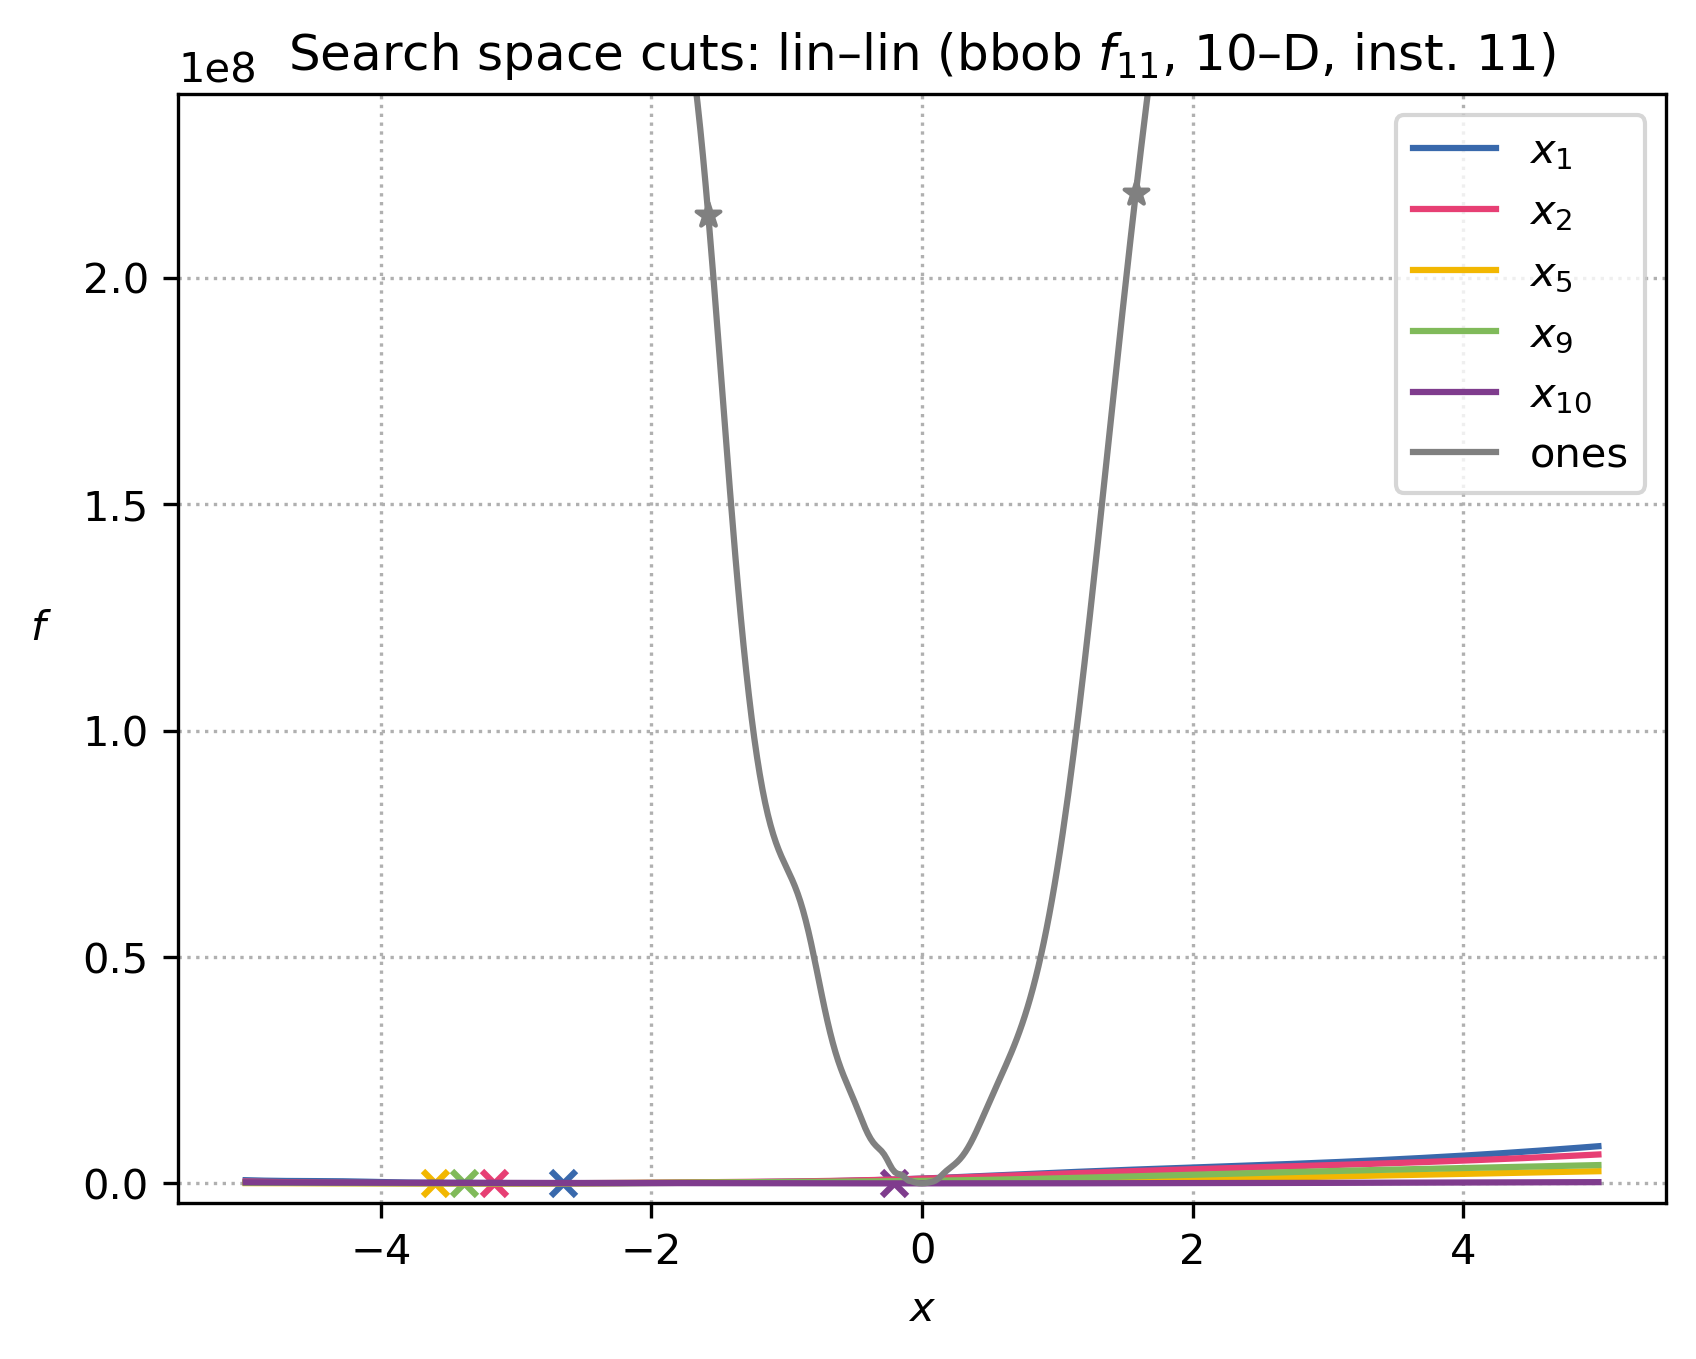 Search space cuts: lin–lin (bbob f₁₁, 10–D, inst. 11)
1e8
2.0
1.5
1.0
0.5
0.0
f
−4
−2
0
2
4
x
x₁
x₂
x₅
x₉
x₁₀
ones